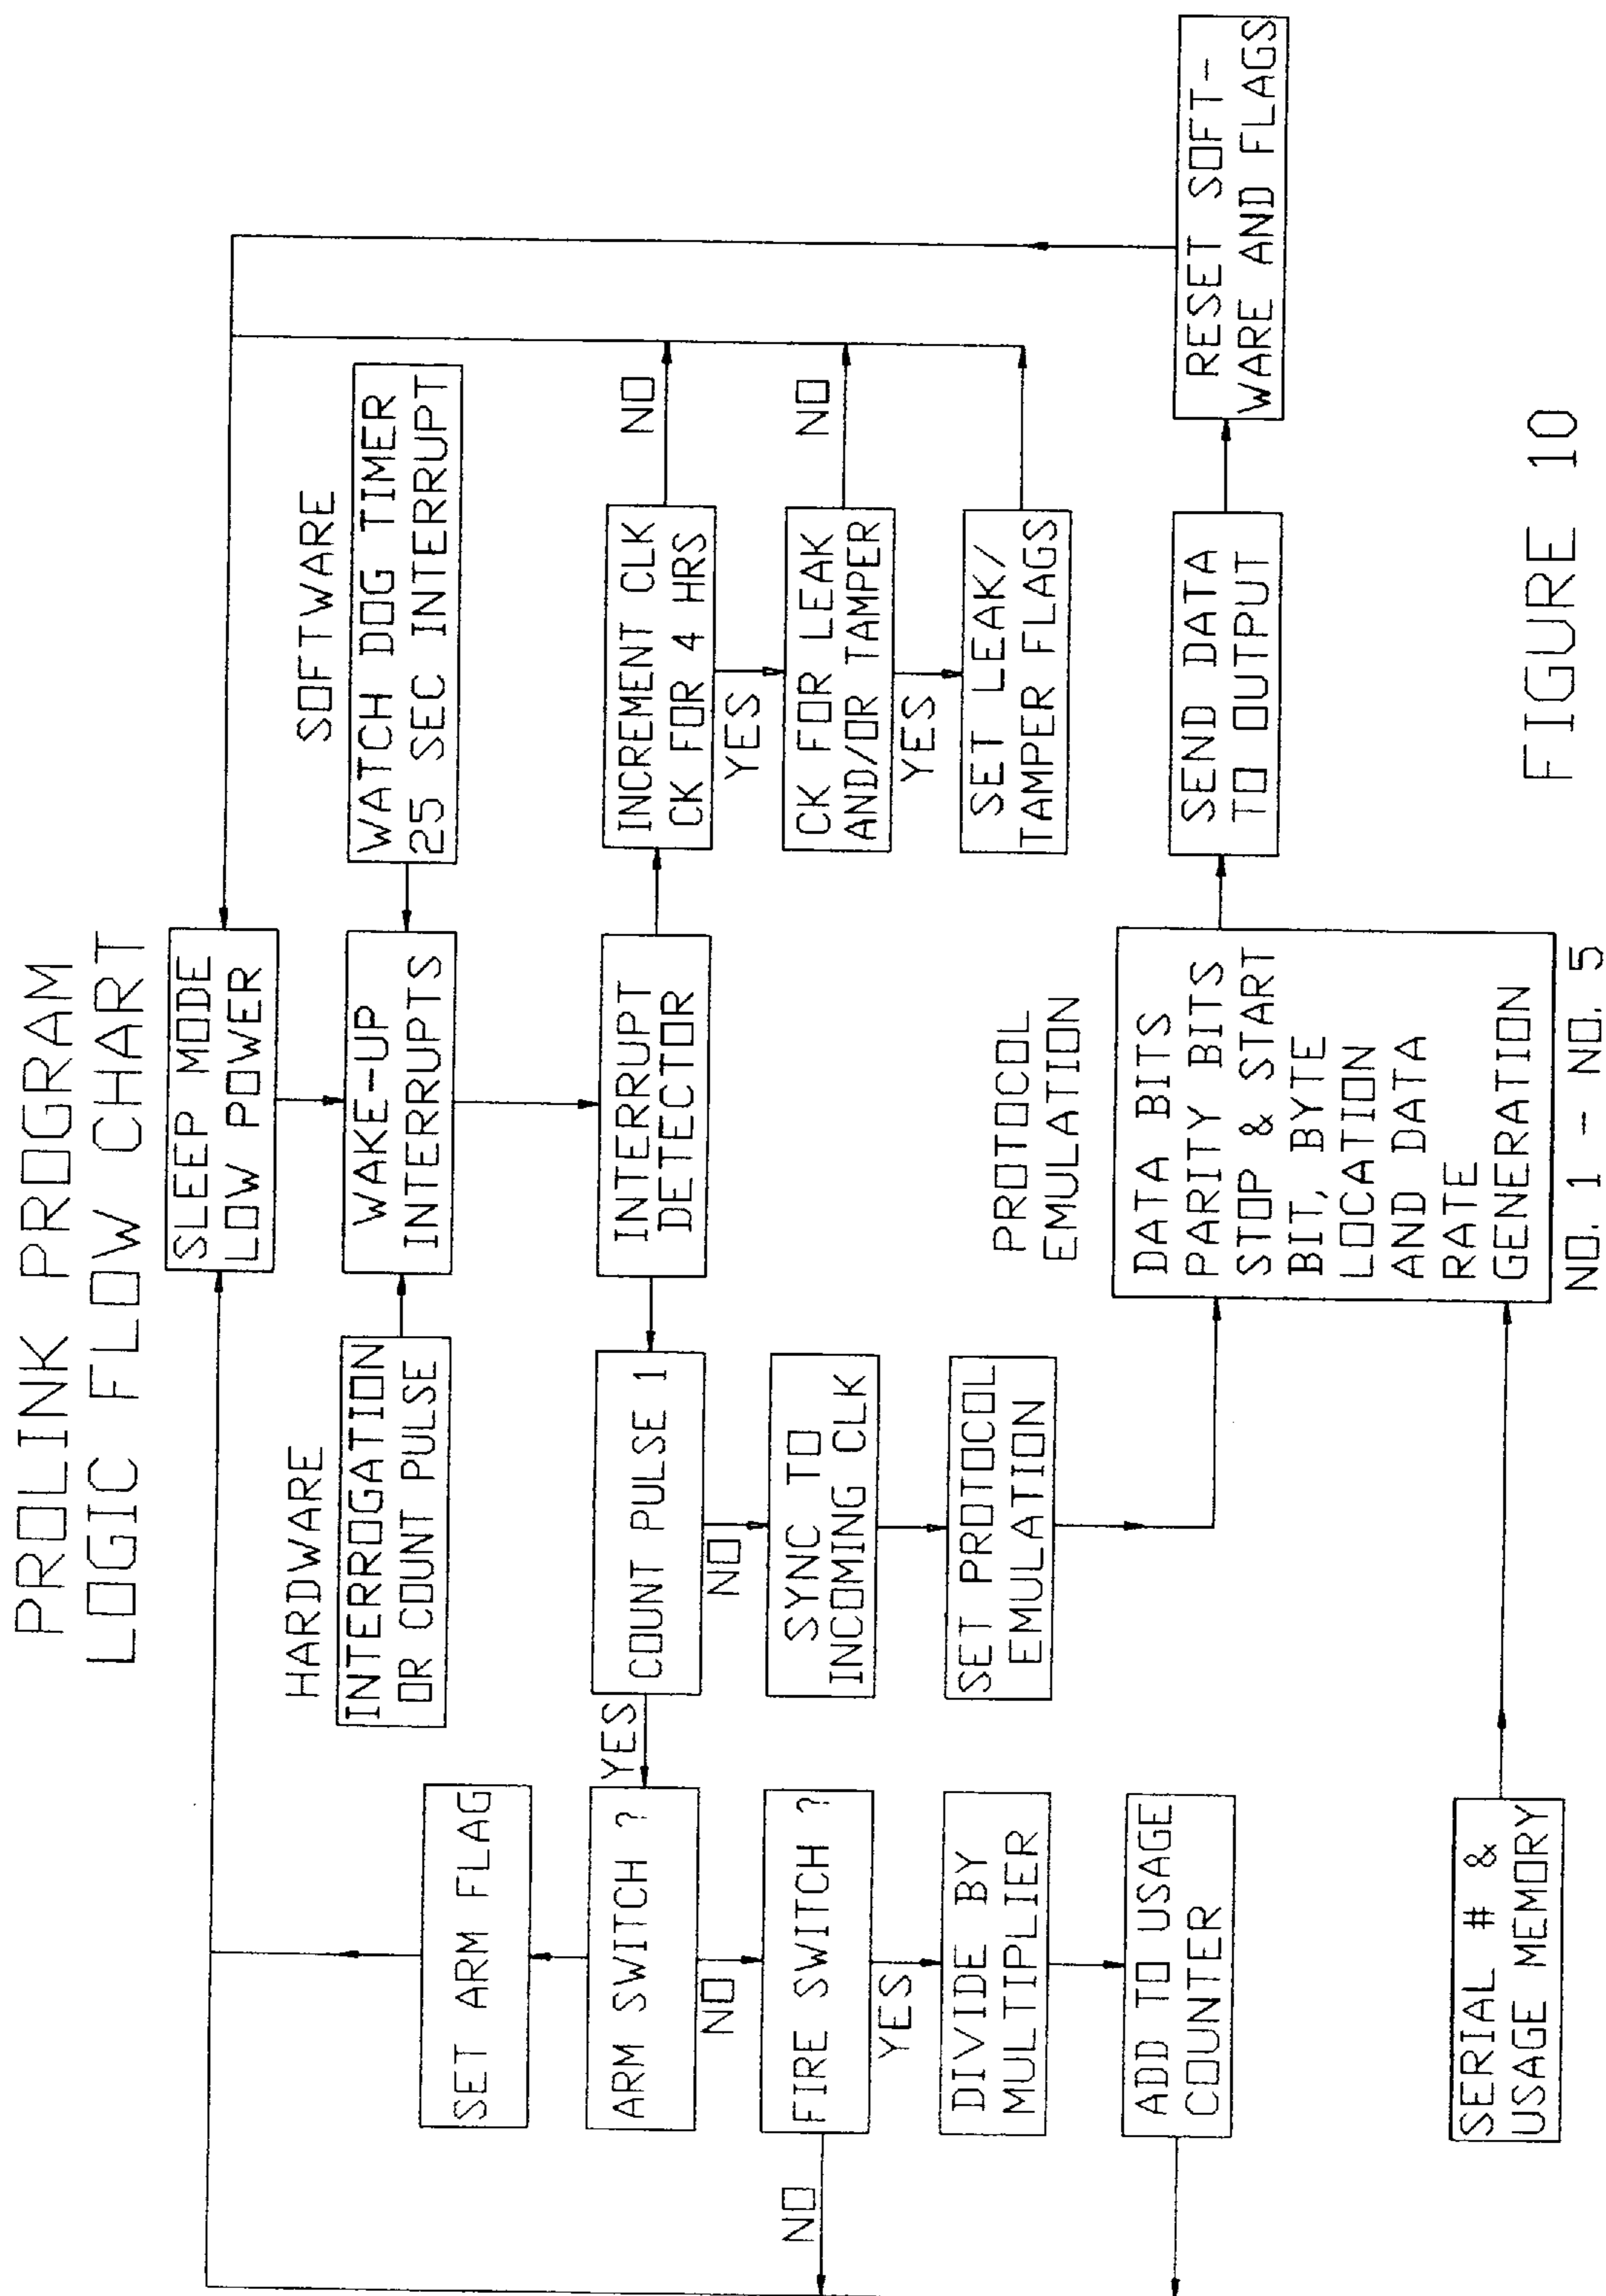 PROLINK PROGRAM
LOGIC FLOW CHART
SLEEP MODE
LOW POWER
HARDWARE
INTERROGATION
OR COUNT PULSE
WAKE-UP
INTERRUPTS
SOFTWARE
WATCH DOG TIMER
25 SEC INTERRUPT
SET ARM FLAG
ARM SWITCH ?
YES
COUNT PULSE 1
INTERRUPT
DETECTOR
INCREMENT CLK
CK FOR 4 HRS
NO
NO
NO
YES
FIRE SWITCH ?
NO
YES
SYNC TO
INCOMING CLK
CK FOR LEAK
AND/OR TAMPER
NO
YES
DIVIDE BY
MULTIPLIER
SET PROTOCOL
EMULATION
SET LEAK/
TAMPER FLAGS
PROTOCOL
EMULATION
ADD TO USAGE
COUNTER
DATA BITS
PARITY BITS
STOP & START
BIT, BYTE
LOCATION
AND DATA
RATE
GENERATION
NO. 1 - NO. 5
SEND DATA
TO OUTPUT
RESET SOFT-
WARE AND FLAGS
SERIAL # &
USAGE MEMORY
FIGURE 10